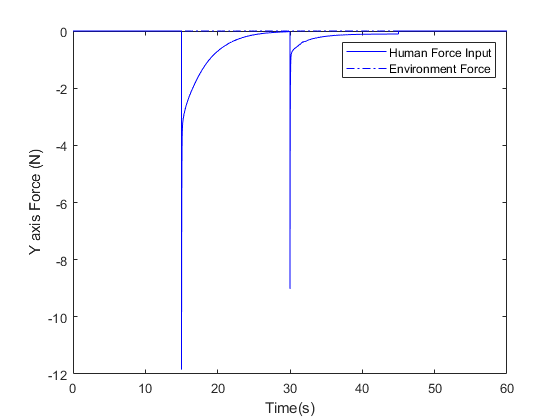 0
-2
-4
-6
-8
-10
-12
Y axis Force (N)
Human Force Input
Environment Force
0 10 20 30 40 50 60
Time(s)